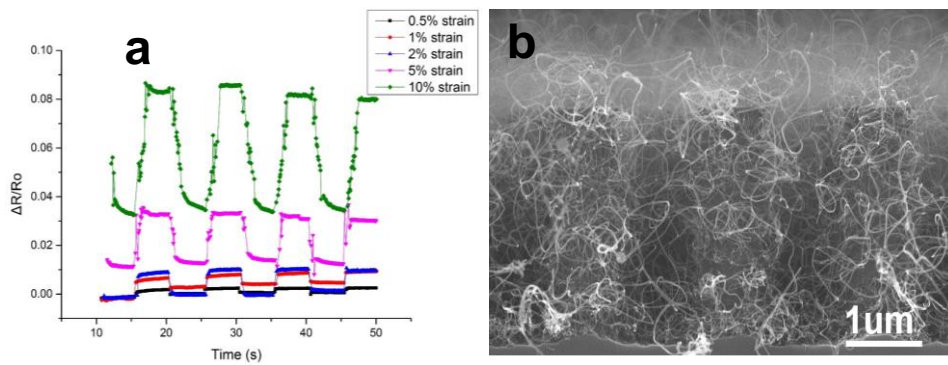 a
0.5% strain
1% strain
2% strain
5% strain
10% strain
0.10
0.08
0.06
0.04
0.02
0.00
ΔR/Ro
10
20
30
40
50
Time (s)
b
1um